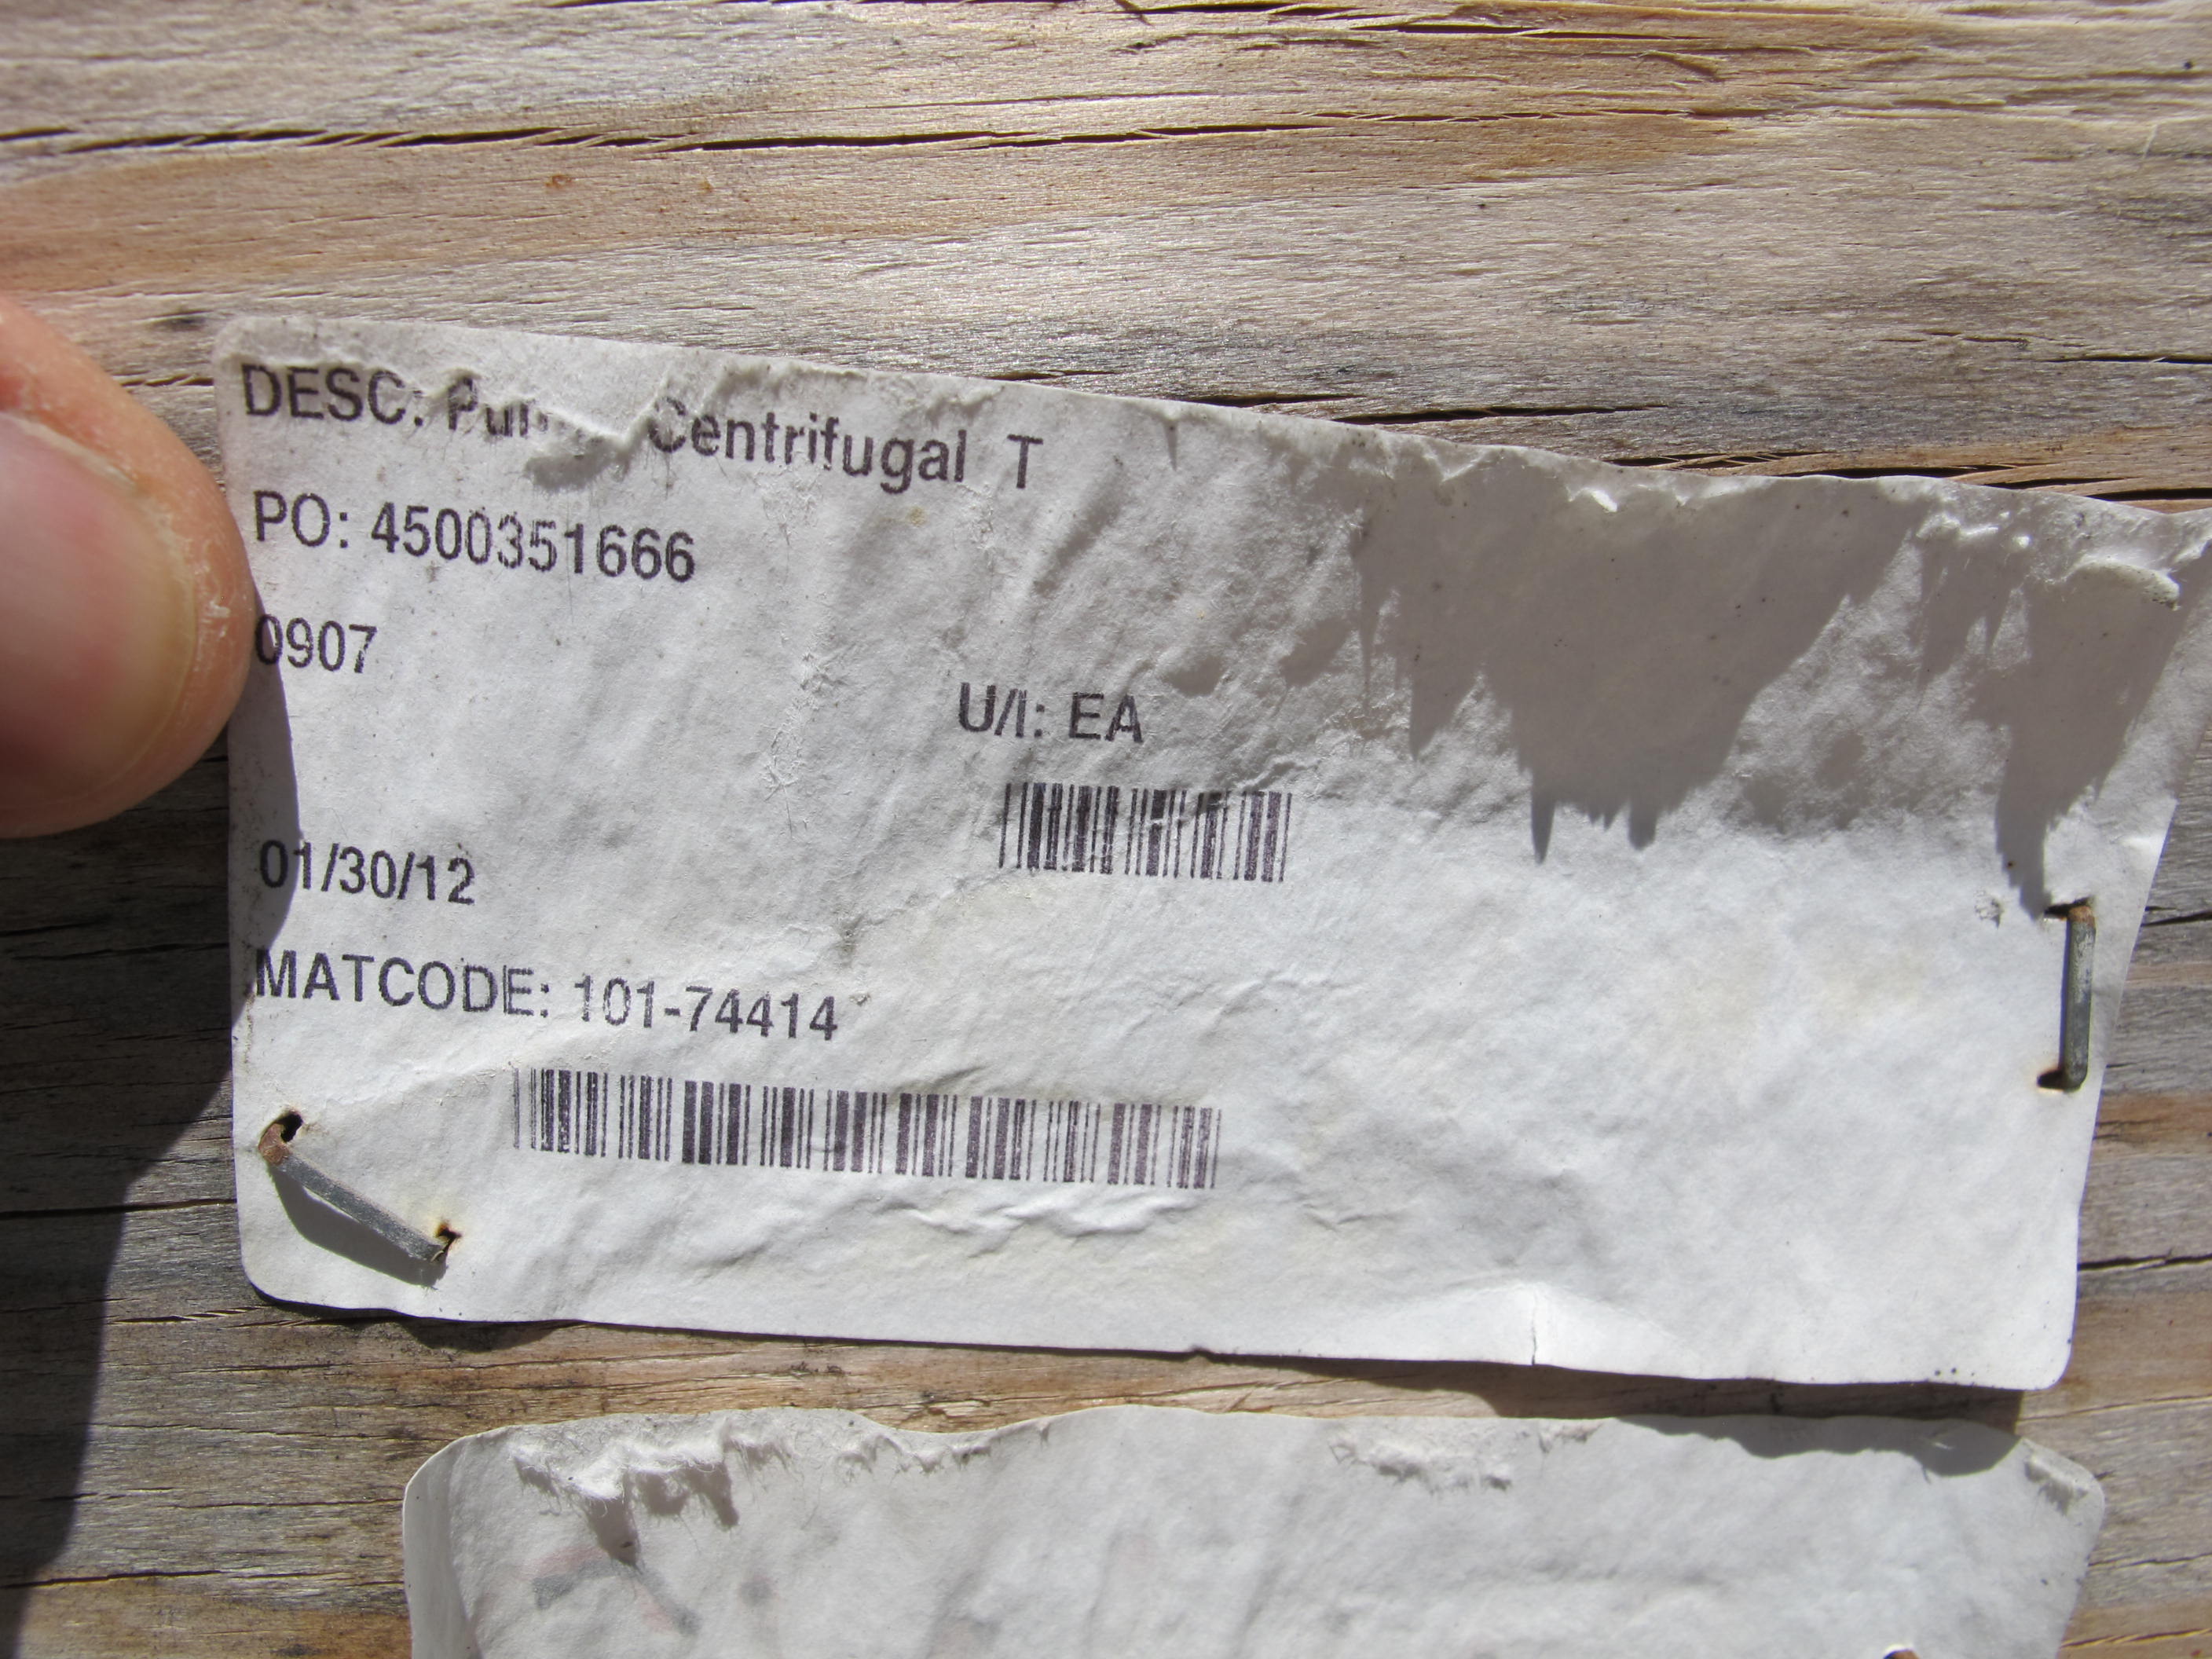 DESC: Centrifugal T
PO: 4500351666
0907
U/I: EA
01/30/12
MATCODE: 101-74414